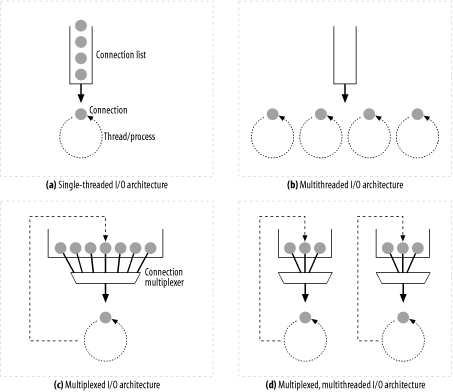 Connection list
Connection
Thread/process
(a) Single-threaded I/O architecture
(b) Multithreaded I/O architecture
Connection
multiplexer
(c) Multiplexed I/O architecture
(d) Multiplexed, multithreaded I/O architecture